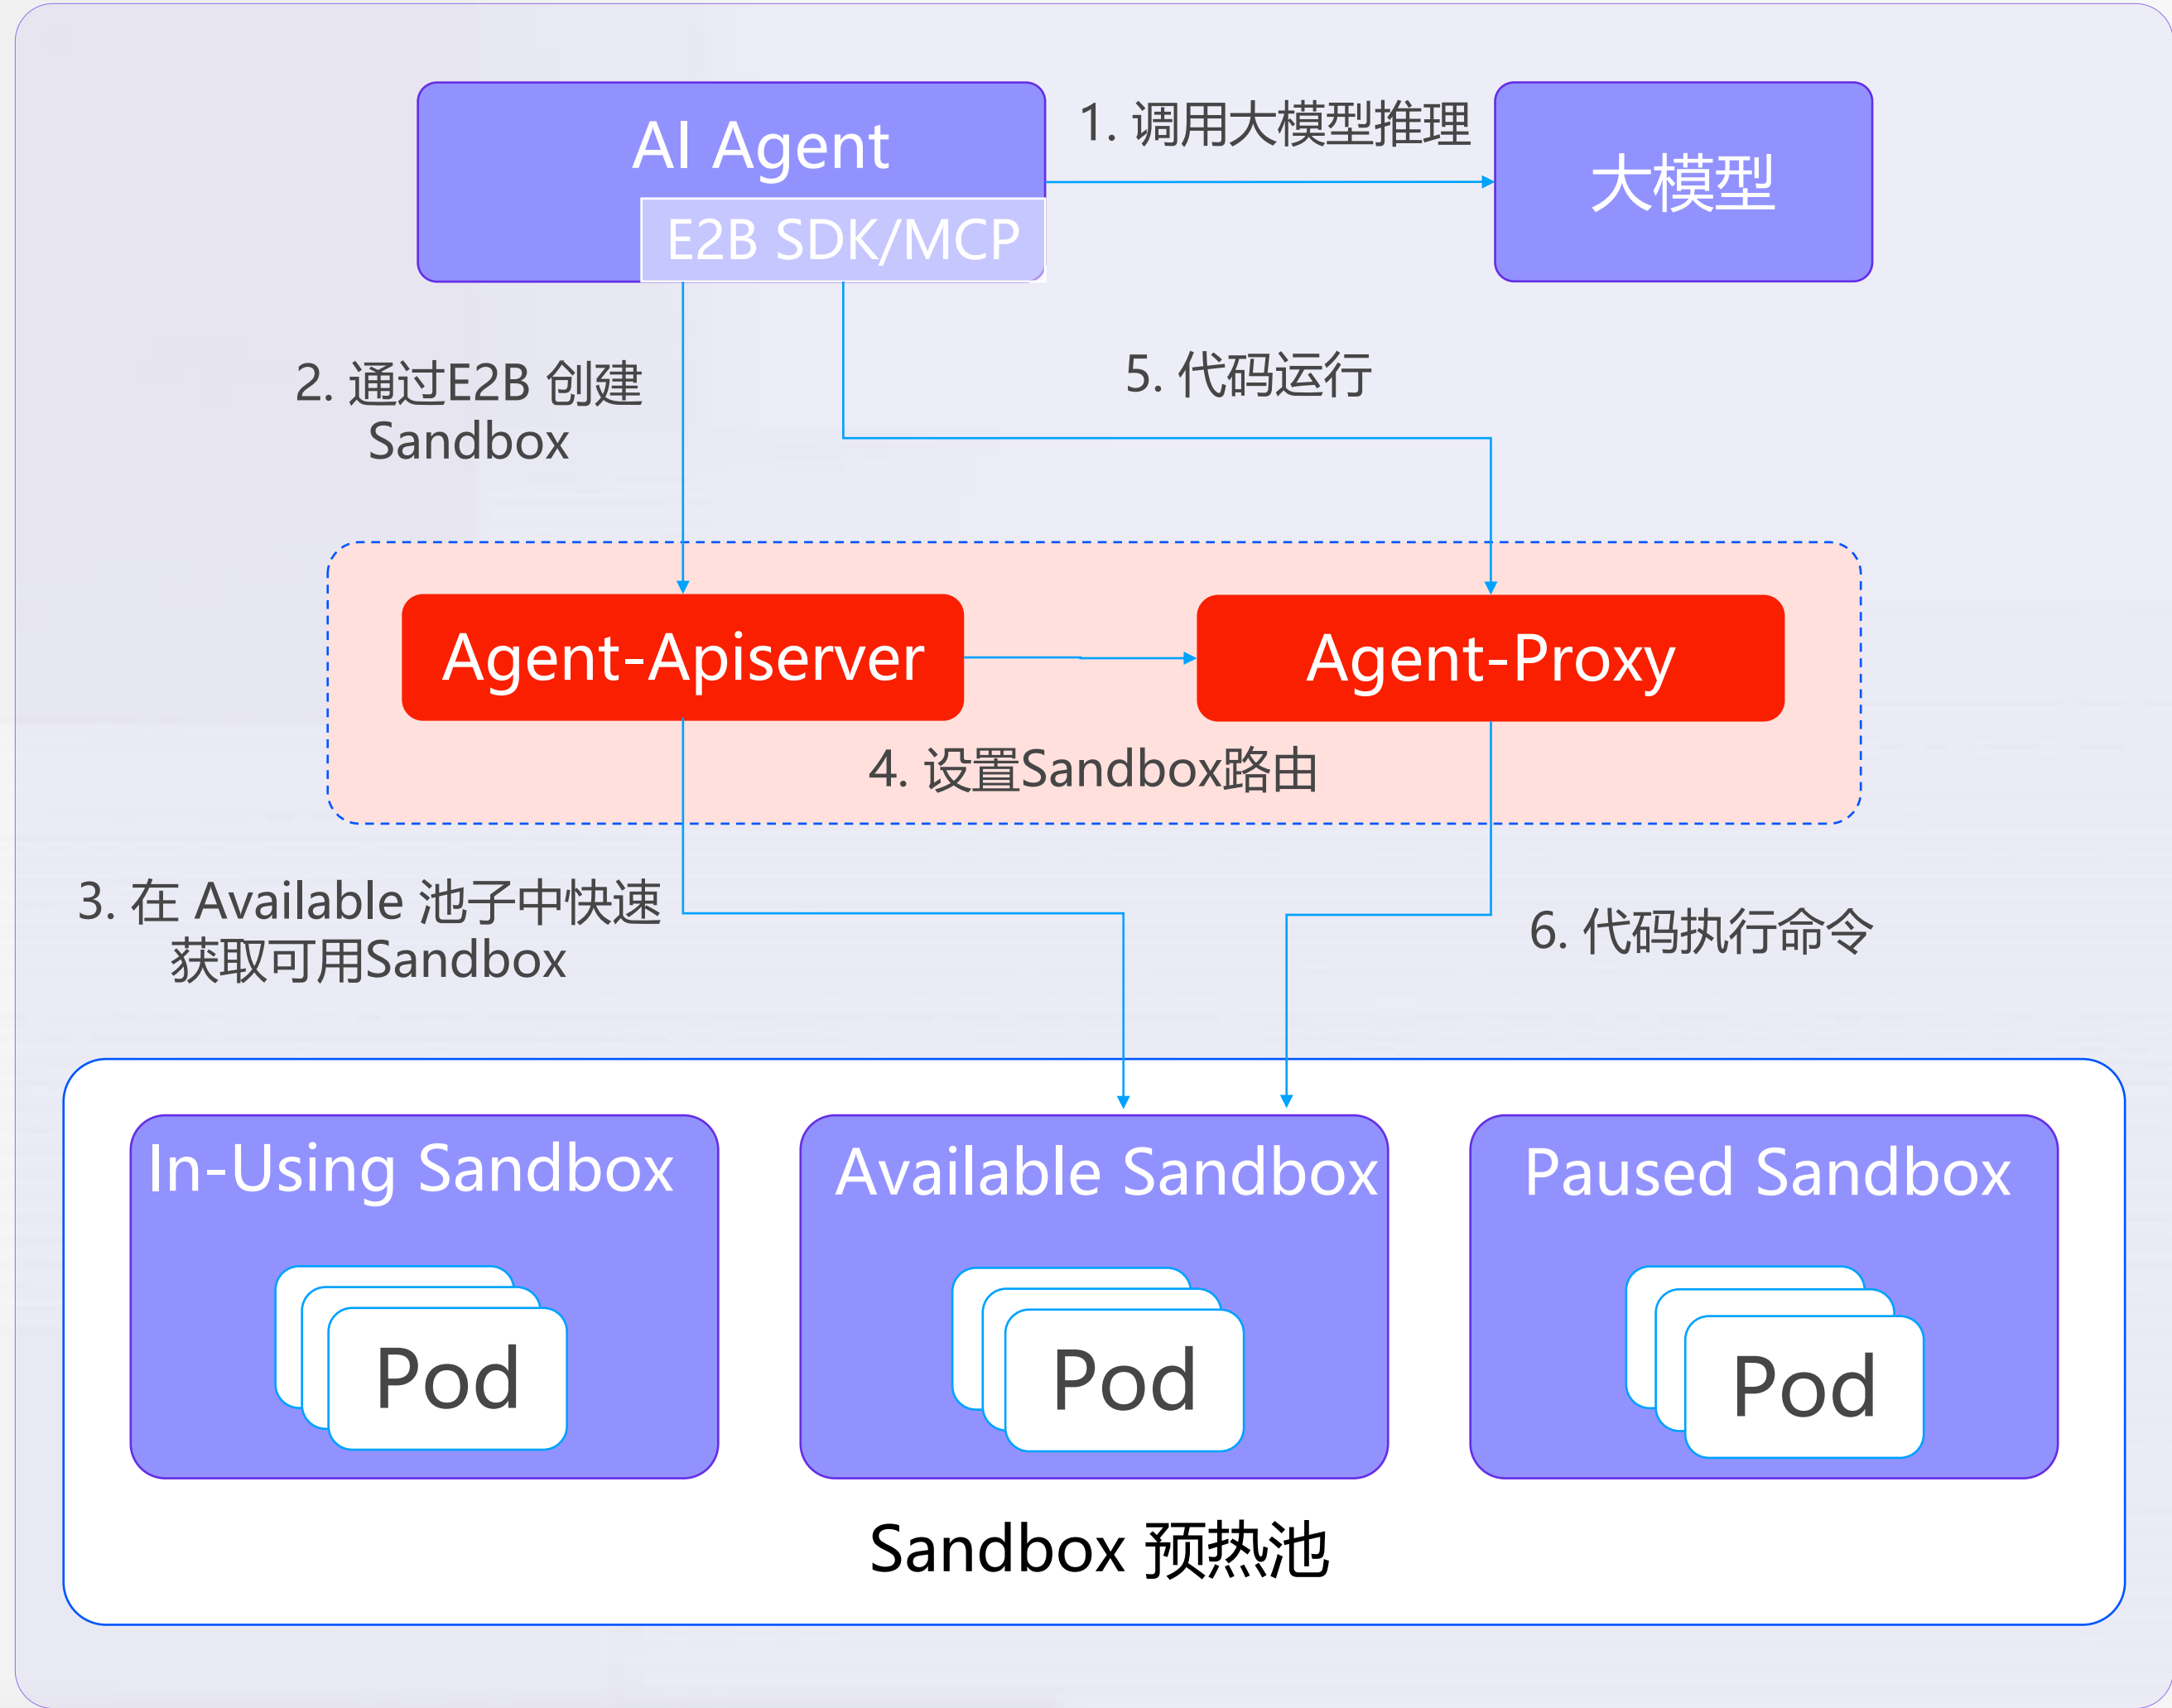 AI Agent
E2B SDK/MCP
1. 调用大模型推理
大模型
2. 通过E2B 创建
Sandbox
5. 代码运行
Agent-Apiserver
Agent-Proxy
4. 设置Sandbox路由
3. 在 Available 池子中快速
获取可用Sandbox
6. 代码执行命令
In-Using Sandbox
Available Sandbox
Paused Sandbox
Pod
Pod
Pod
Sandbox 预热池